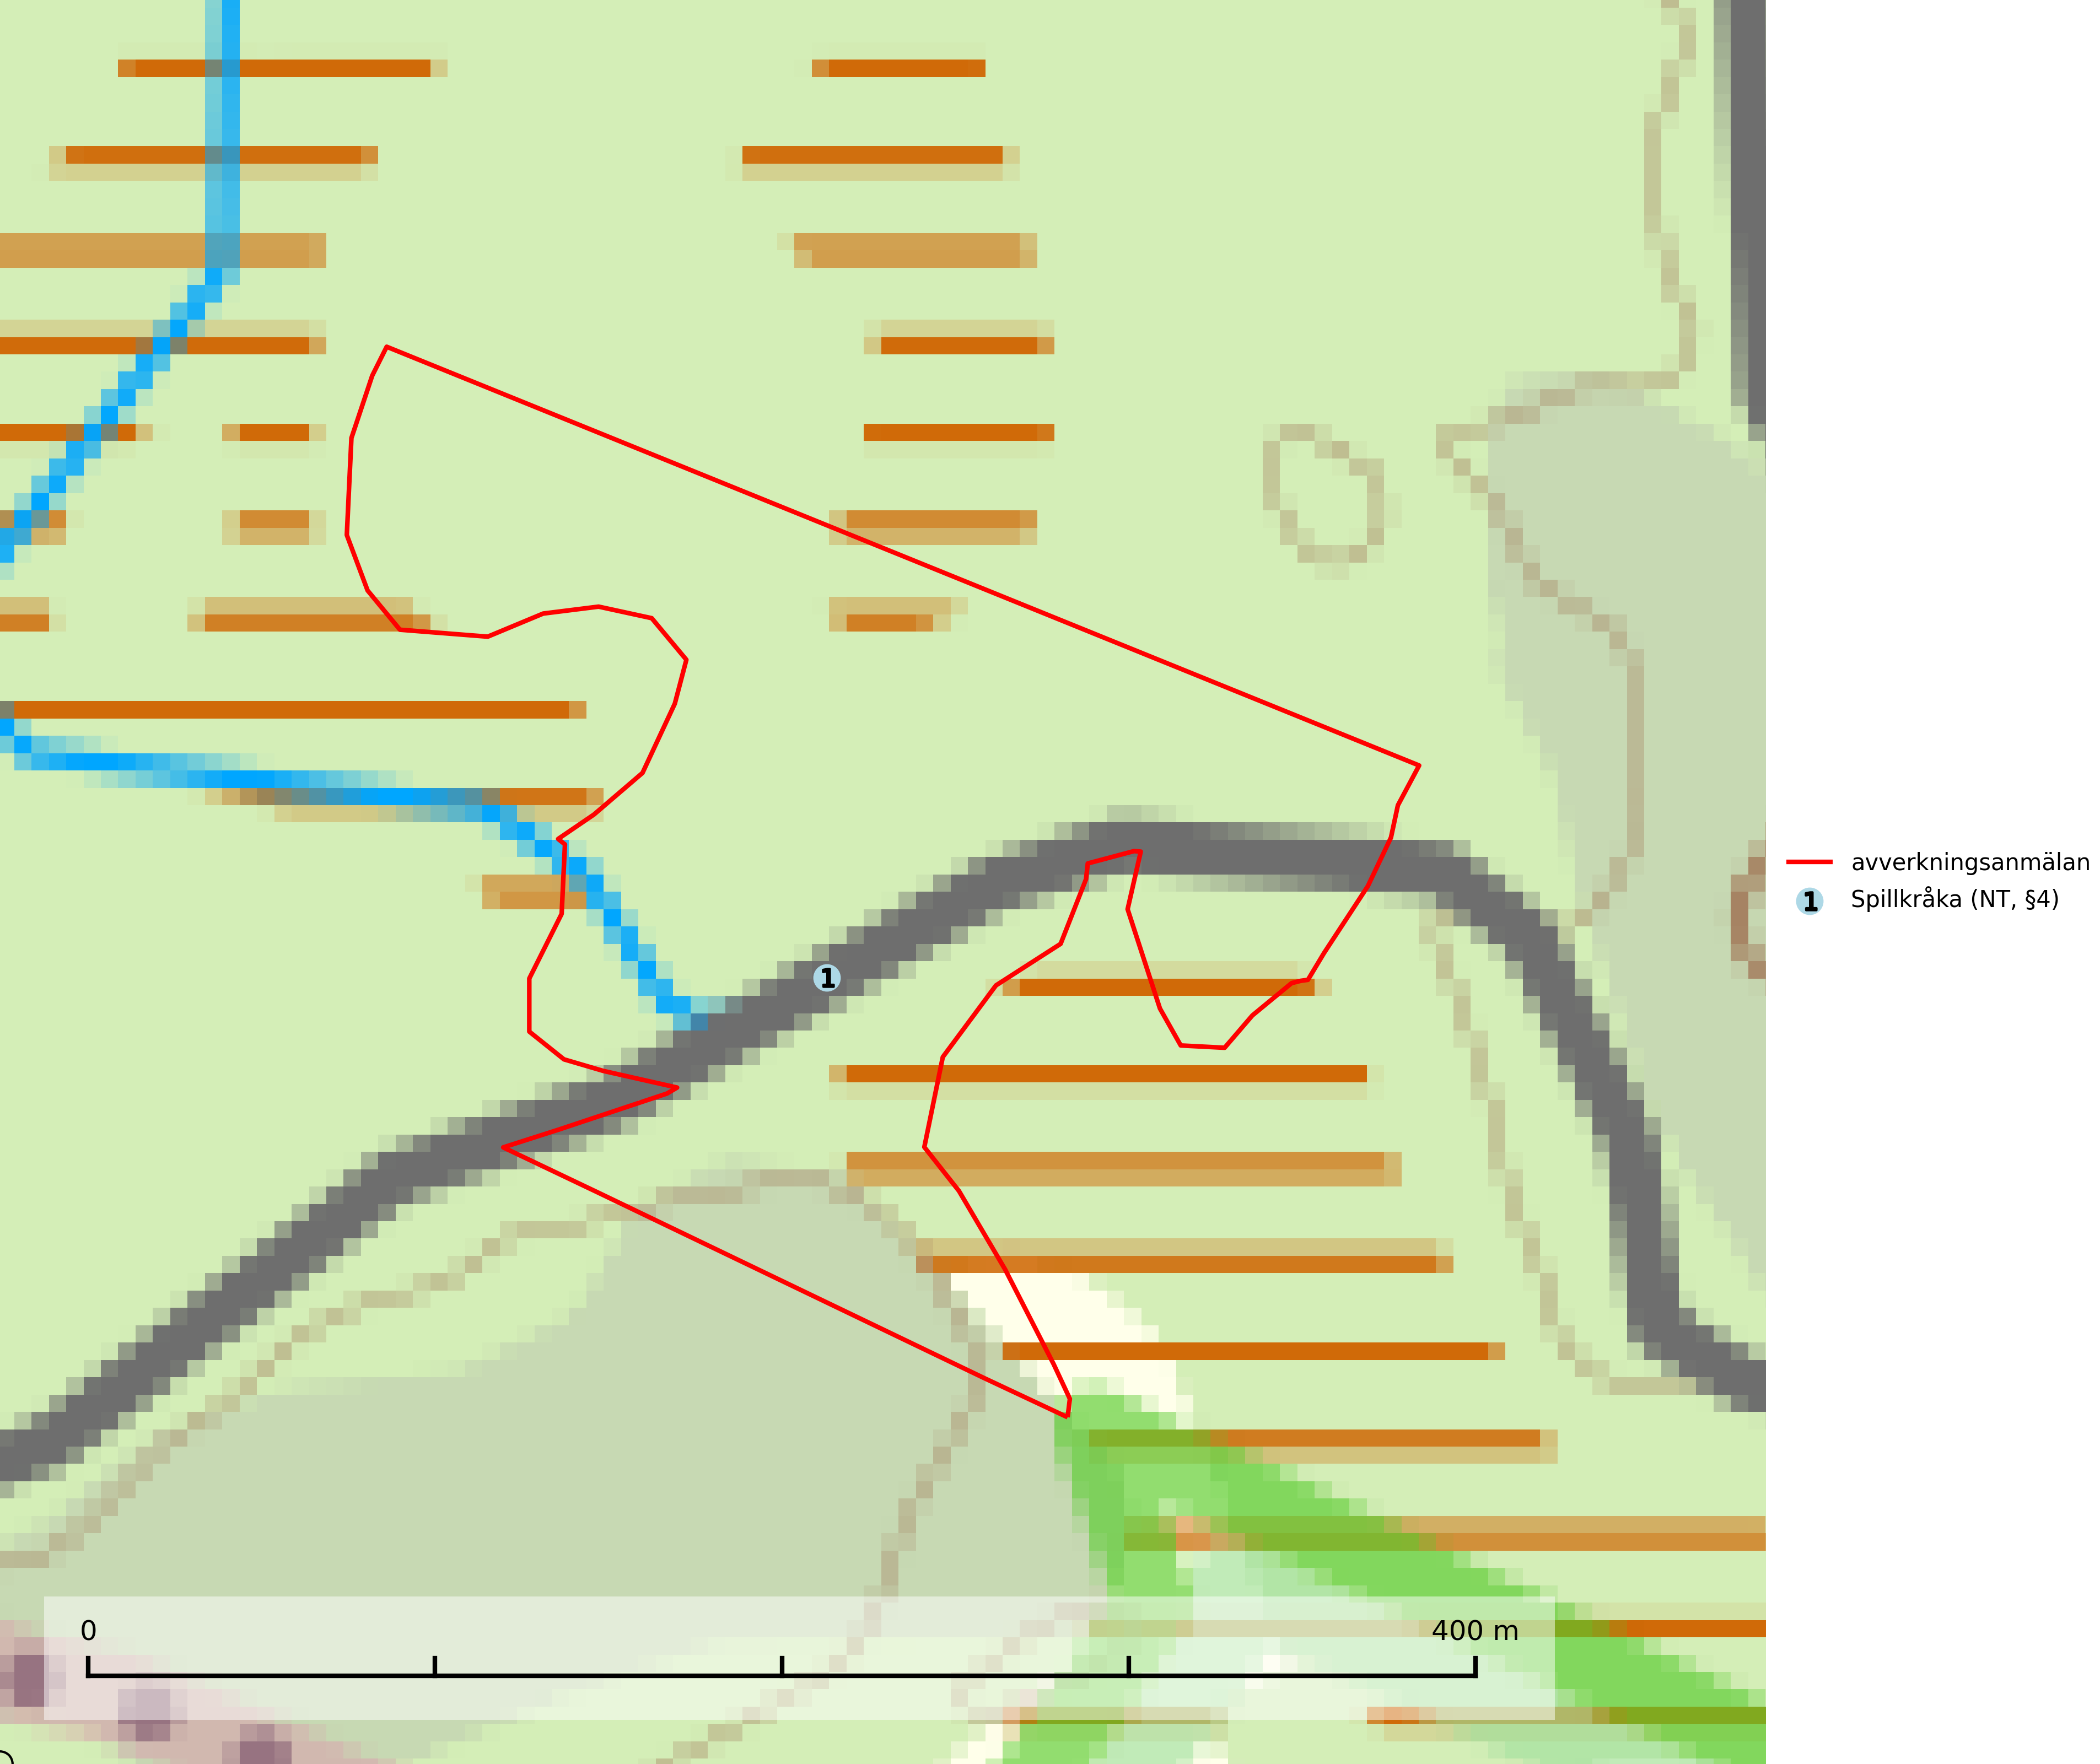 1
avverkningsanmälan
1 Spillkråka (NT, §4)
0 400 m